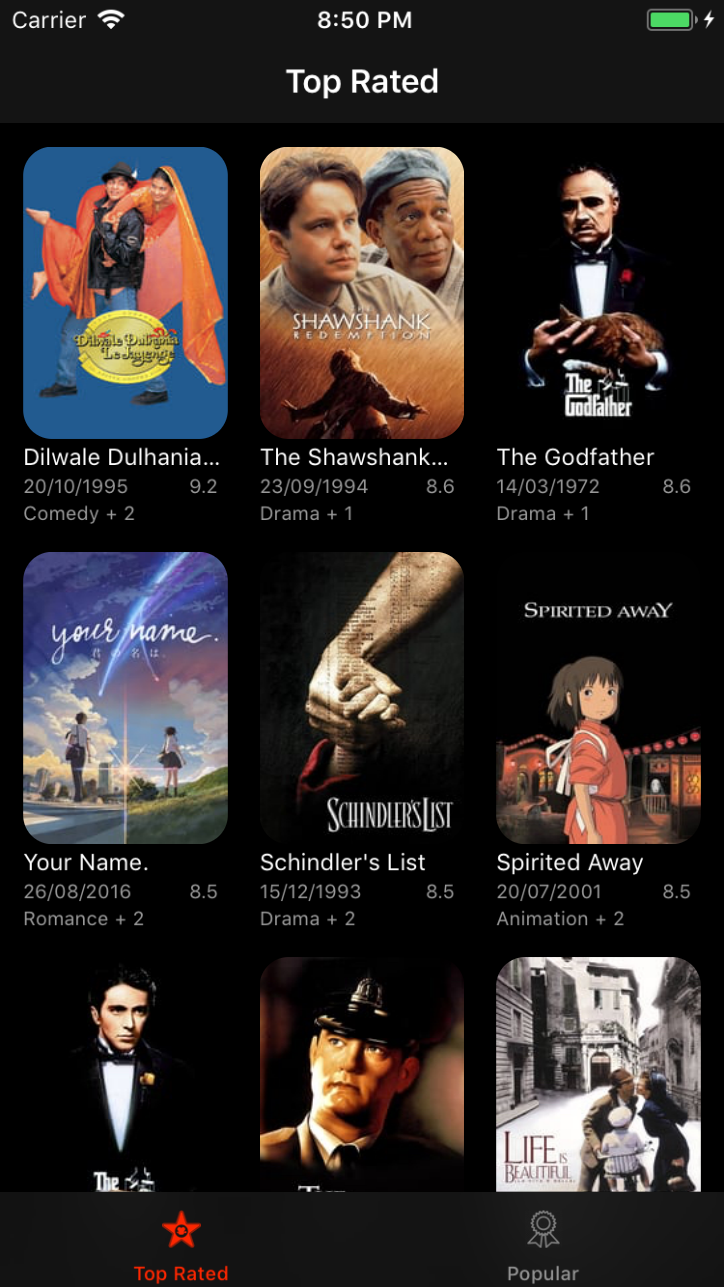 Carrier 8:50 PM
Top Rated
Dilwale Dulhania
Le Jayenge
SHAWSHANK
REDEMPTION
The
Godfather
Dilwale Dulhania... The Shawshank... The Godfather
20/10/1995 9.2 23/09/1994 8.6 14/03/1972 8.6
Comedy + 2 Drama + 1 Drama + 1
your name.
君の名は.
SCHINDLER'S LIST
SPIRITED AWAY
Your Name. Schindler's List Spirited Away
26/08/2016 8.5 15/12/1993 8.5 20/07/2001 8.5
Romance + 2 Drama + 2 Animation + 2
The
LIFE IS
BEAUTIFUL
Top Rated Popular